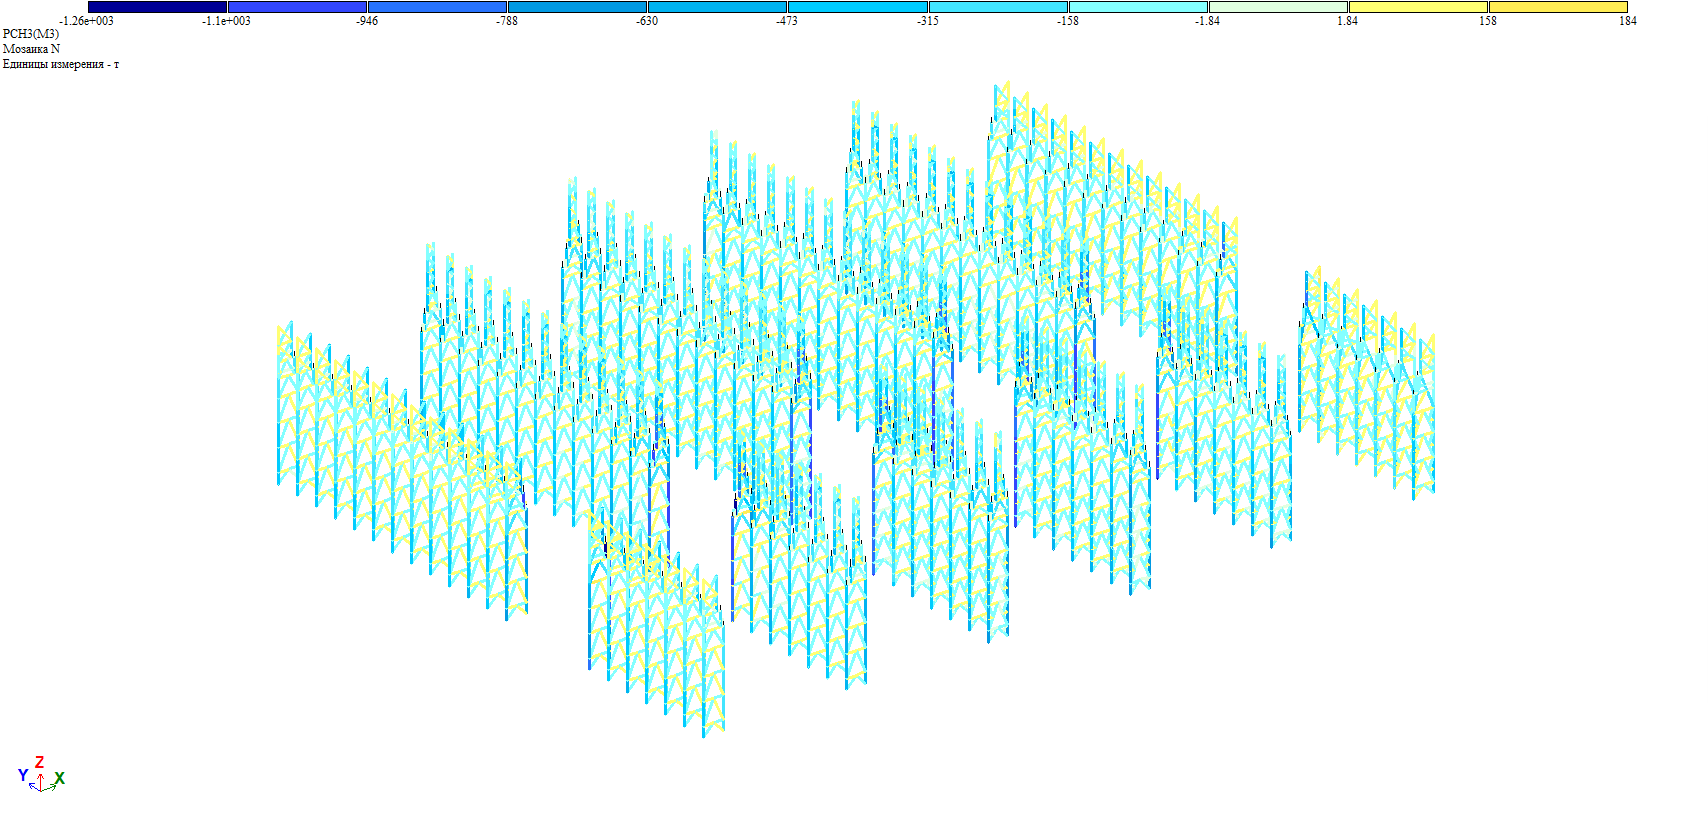 -1.26e+003 -1.1e+003 -946 -788 -630 -473 -315 -158 -1.84 1.84 158 184
РСН3(М3)
Мозаика N
Единицы измерения - т
Z
Y X